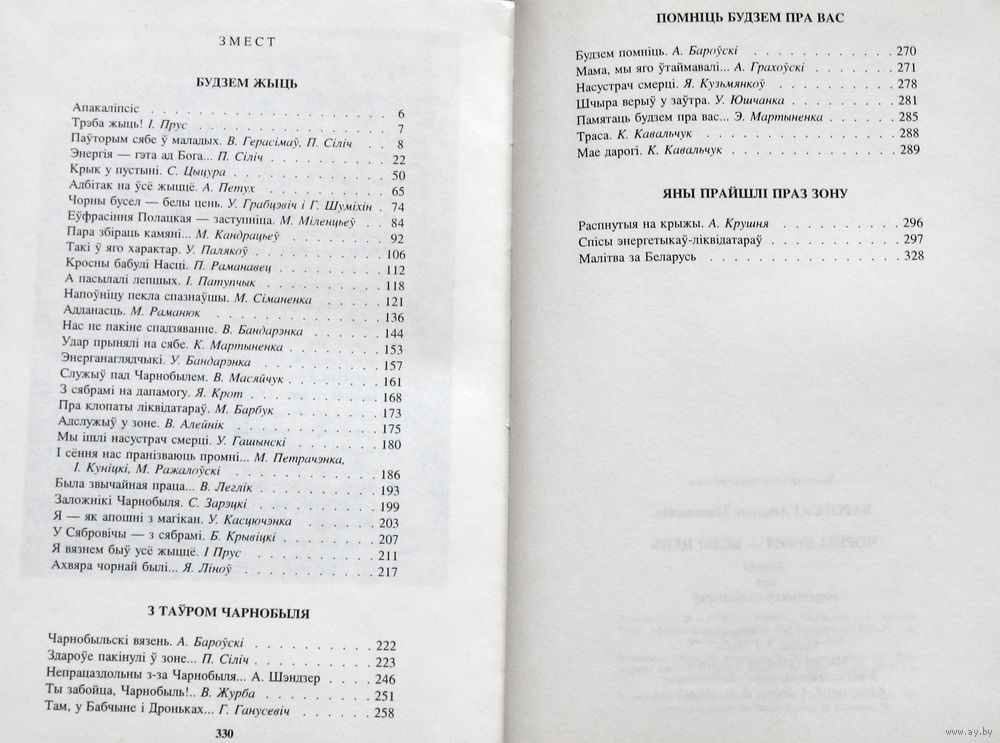 ЗМЕСТ
БУДЗЕМ ЖЫЦЬ
Апакаліпсіс . . . . . . . . . . . . . . . . 6
Трэба жыць! І. Прус . . . . . . . . . . . . 7
Паўторым сябе ў маладых. В. Герасімаў, П. Сіліч . . . 8
Энергія — гэта ад Бога... П. Сіліч . . . . . . . . 22
Крык у пустыні. С. Цыцура . . . . . . . . . . 50
Адбітак на ўсё жыццё. А. Петух . . . . . . . . 65
Чорны бусел — белы цень. У. Грабцэвіч і Г. Шуміхін . 74
Еўфрасіння Полацкая — заступніца. М. Міленцьеў . . 84
Пара збіраць камяні... М. Кандрацьеў . . . . . . 92
Такі ў яго характар. У. Палякоў . . . . . . . . 106
Кросны бабулі Насці. П. Раманавец . . . . . . . 112
А пасылалі лепшых. І. Патупчык . . . . . . . . 118
Напоўніцу пекла спазнаўшы. М. Сіманенка . . . . 121
Адданасць. М. Раманюк . . . . . . . . . . . 136
Нас не пакіне спадзяванне. В. Бандарэнка . . . . . 144
Удар прынялі на сябе. К. Мартыненка . . . . . . 153
Энерганаглядчыкі. У. Бандарэнка . . . . . . . . 157
Служыў пад Чарнобылем. В. Масяйчук . . . . . . 161
З сябрамі на дапамогу. Я. Крот . . . . . . . . . 168
Пра клопаты ліквідатараў. М. Барбук . . . . . . . 173
Адслужыў у зоне. В. Алейнік . . . . . . . . . 175
Мы ішлі насустрач смерці. У. Гашынскі . . . . . . 180
І сёння нас пранізваюць промні... М. Петрачэнка,
І. Куніцкі, М. Ражалоўскі . . . . . . . . . 186
Была звычайная праца... В. Леглік . . . . . . . . 193
Заложнікі Чарнобыля. С. Зарэцкі . . . . . . . . 199
Я — як апошні з магікан. У. Касцючэнка . . . . . 203
У Сябровічы — з сябрамі. Б. Крывіцкі . . . . . . 207
Я вязнем быў усё жыццё. І Прус . . . . . . . . 211
Ахвяра чорнай былі... Я. Ліноў . . . . . . . . . 217
З ТАЎРОМ ЧАРНОБЫЛЯ
Чарнобыльскі вязень. А. Бароўскі . . . . . . . . 222
Здароўе пакінулі ў зоне... П. Сіліч . . . . . . . . 223
Непрацаздольны з-за Чарнобыля... А. Шэндзер . . . 246
Ты забойца, Чарнобыль!.. В. Журба . . . . . . . 251
Там, у Бабчыне і Дроньках... Г. Ганусевіч . . . . . 258
330
ПОМНІЦЬ БУДЗЕМ ПРА ВАС
Будзем помніць. А. Бароўскі . . . . . . . . . . 270
Мама, мы яго ўтаймавалі... А. Грахоўскі . . . . . . 271
Насустрач смерці. Я. Кузьмянкоў . . . . . . . . 278
Шчыра верыў у заўтра. У. Юшчанка . . . . . . . 281
Памятаць будзем пра вас... Э. Мартыненка . . . . . 285
Траса. К. Кавальчук . . . . . . . . . . . . . 288
Мае дарогі. К. Кавальчук . . . . . . . . . . . 289
ЯНЫ ПРАЙШЛІ ПРАЗ ЗОНУ
Распнутыя на крыжы. А. Крушня . . . . . . . . 296
Спісы энергетыкаў-ліквідатараў . . . . . . . . . 297
Малітва за Беларусь . . . . . . . . . . . . . 328
www.ay.by